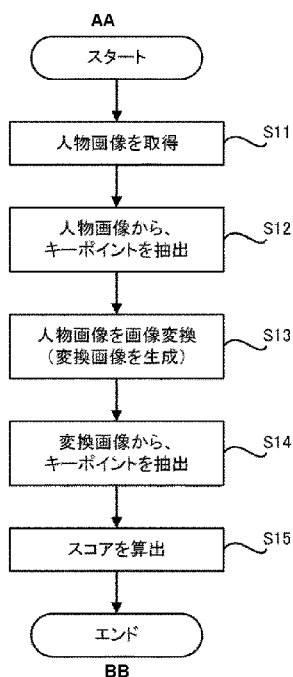 AA
スタート
人物画像を取得
S11
人物画像から、
キーポイントを抽出
S12
人物画像を画像変換
(変換画像を生成)
S13
変換画像から、
キーポイントを抽出
S14
スコアを算出
S15
エンド
BB